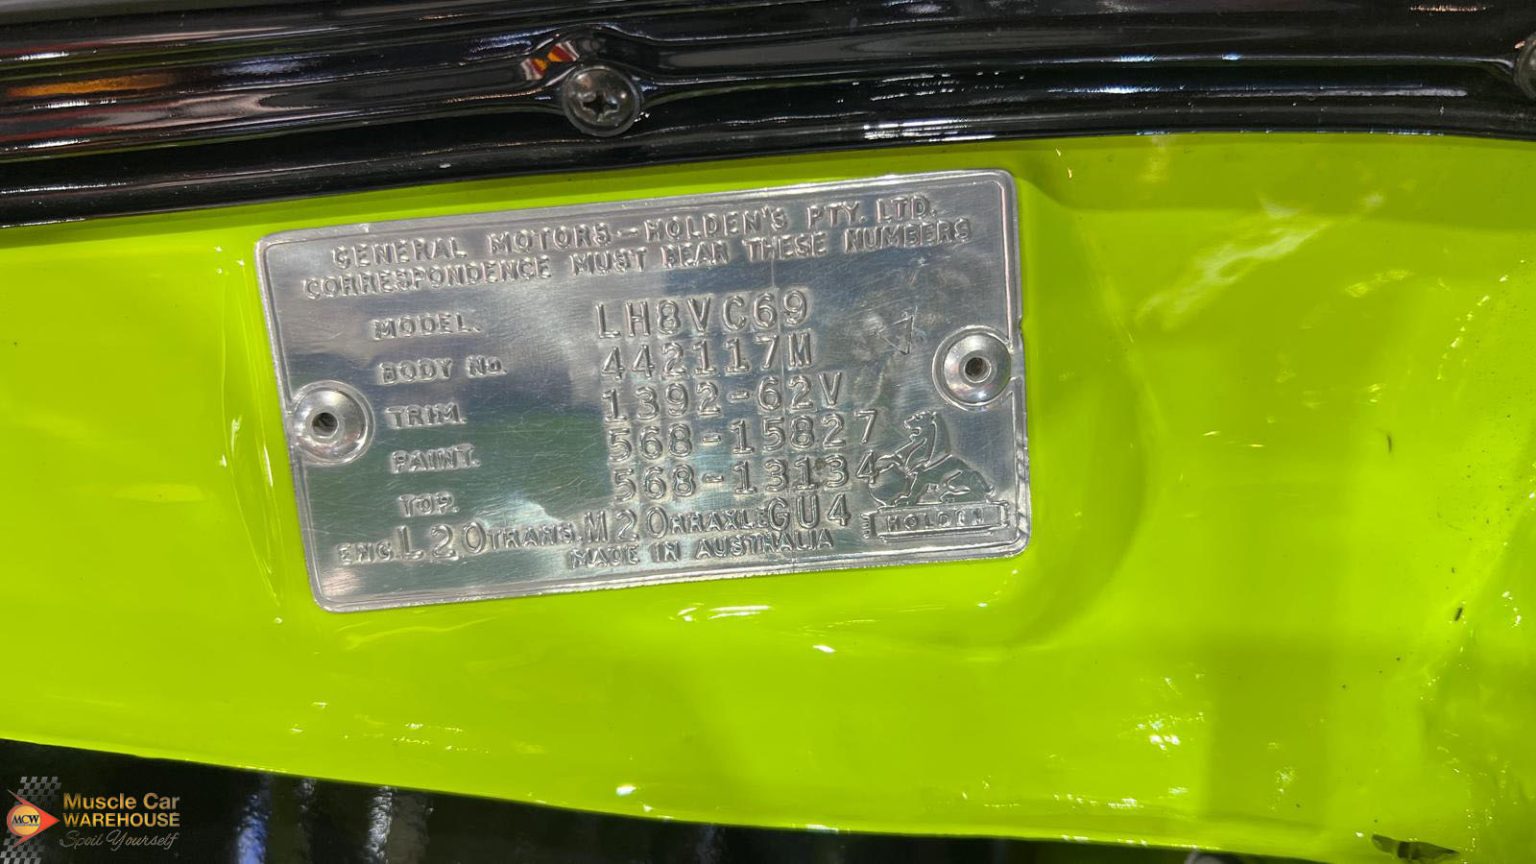 GENERAL MOTORS-HOLDEN'S PTY. LTD.
CORRESPONDENCE MUST BEAR THESE NUMBERS
MODEL. LH8VC69
BODY No. 442117M
TRIM. 1392-62V
PAINT. 568-15827
TOP. 568-13134
ENG. L20 TRANS. M20 RRAXLE GU4
HOLDEN
MADE IN AUSTRALIA
MCW
Muscle Car
WAREHOUSE
Spoil Yourself